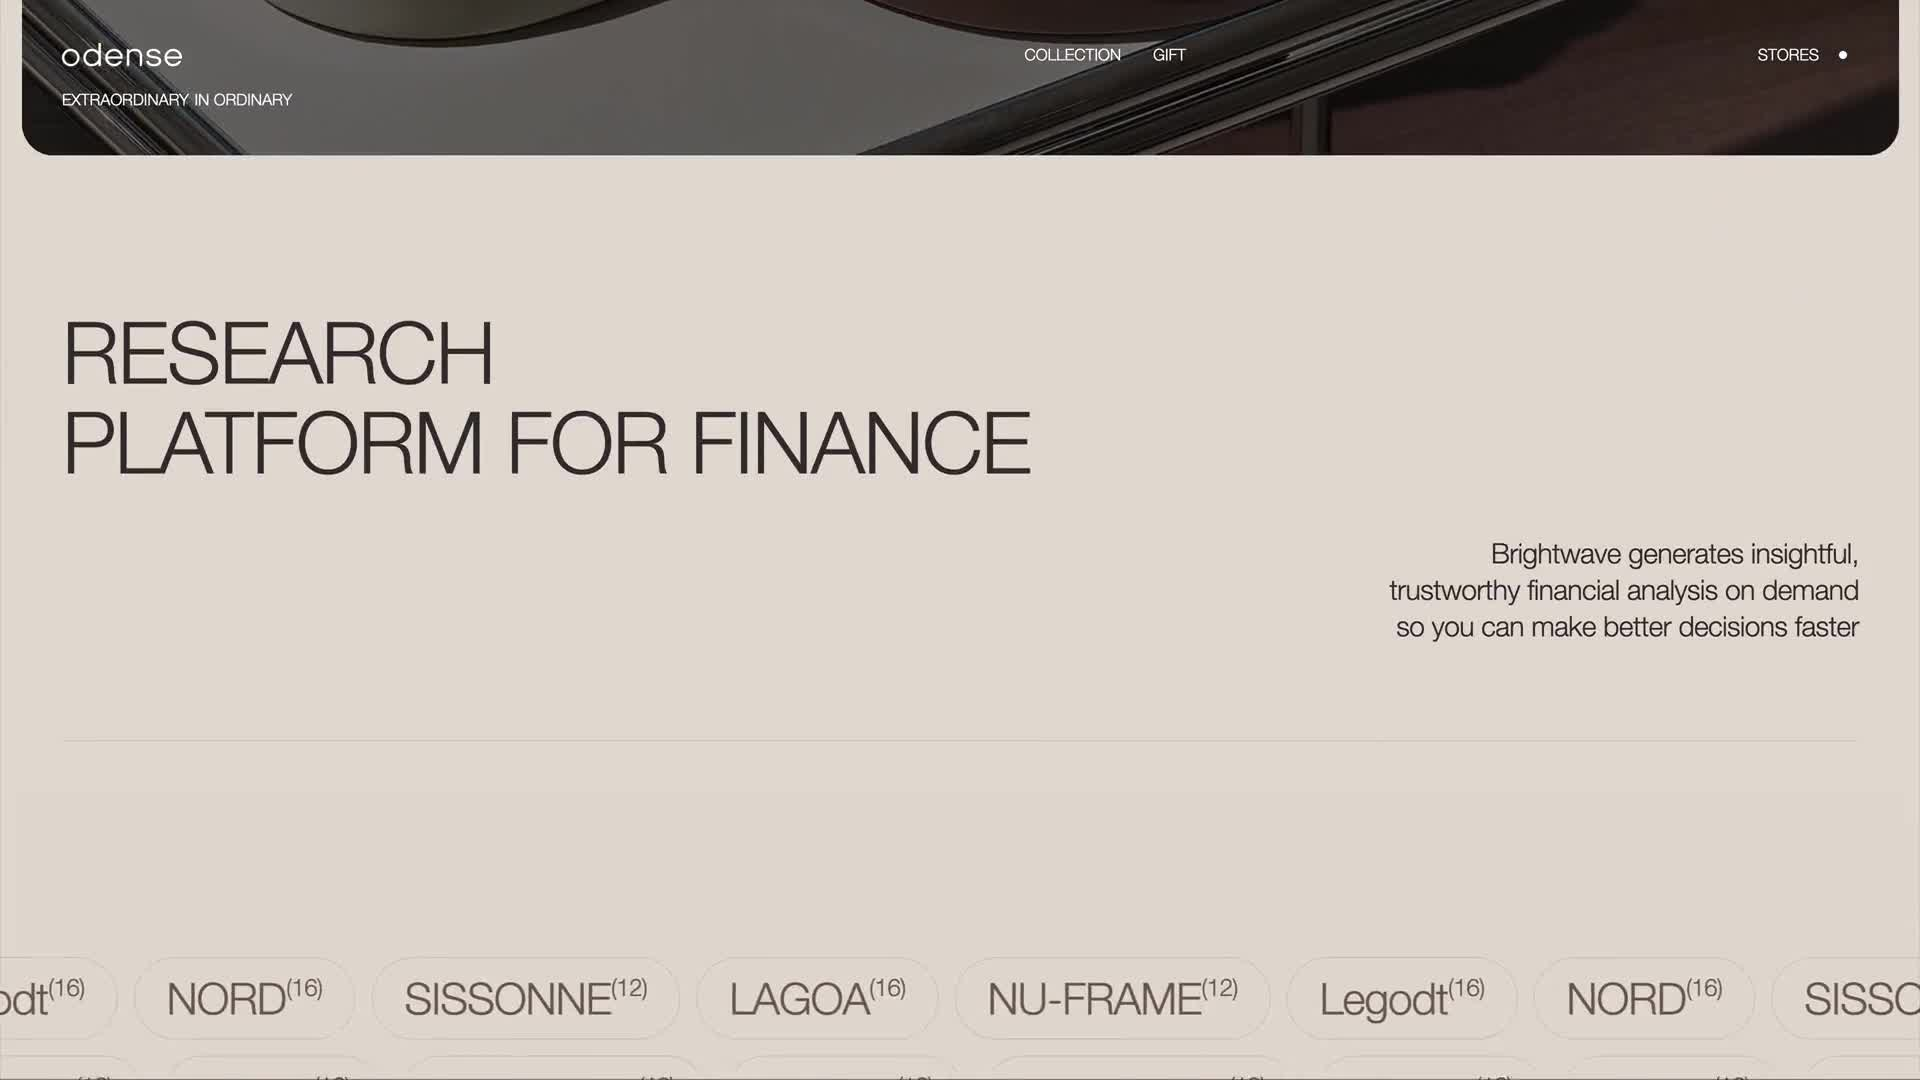 odense
COLLECTION GIFT
STORES
EXTRAORDINARY IN ORDINARY
RESEARCH
PLATFORM FOR FINANCE
Brightwave generates insightful,
trustworthy financial analysis on demand
so you can make better decisions faster
odt(16) NORD(16) SISSONNE(12) LAGOA(16) NU-FRAME(12) Legodt(16) NORD(16) SISSO